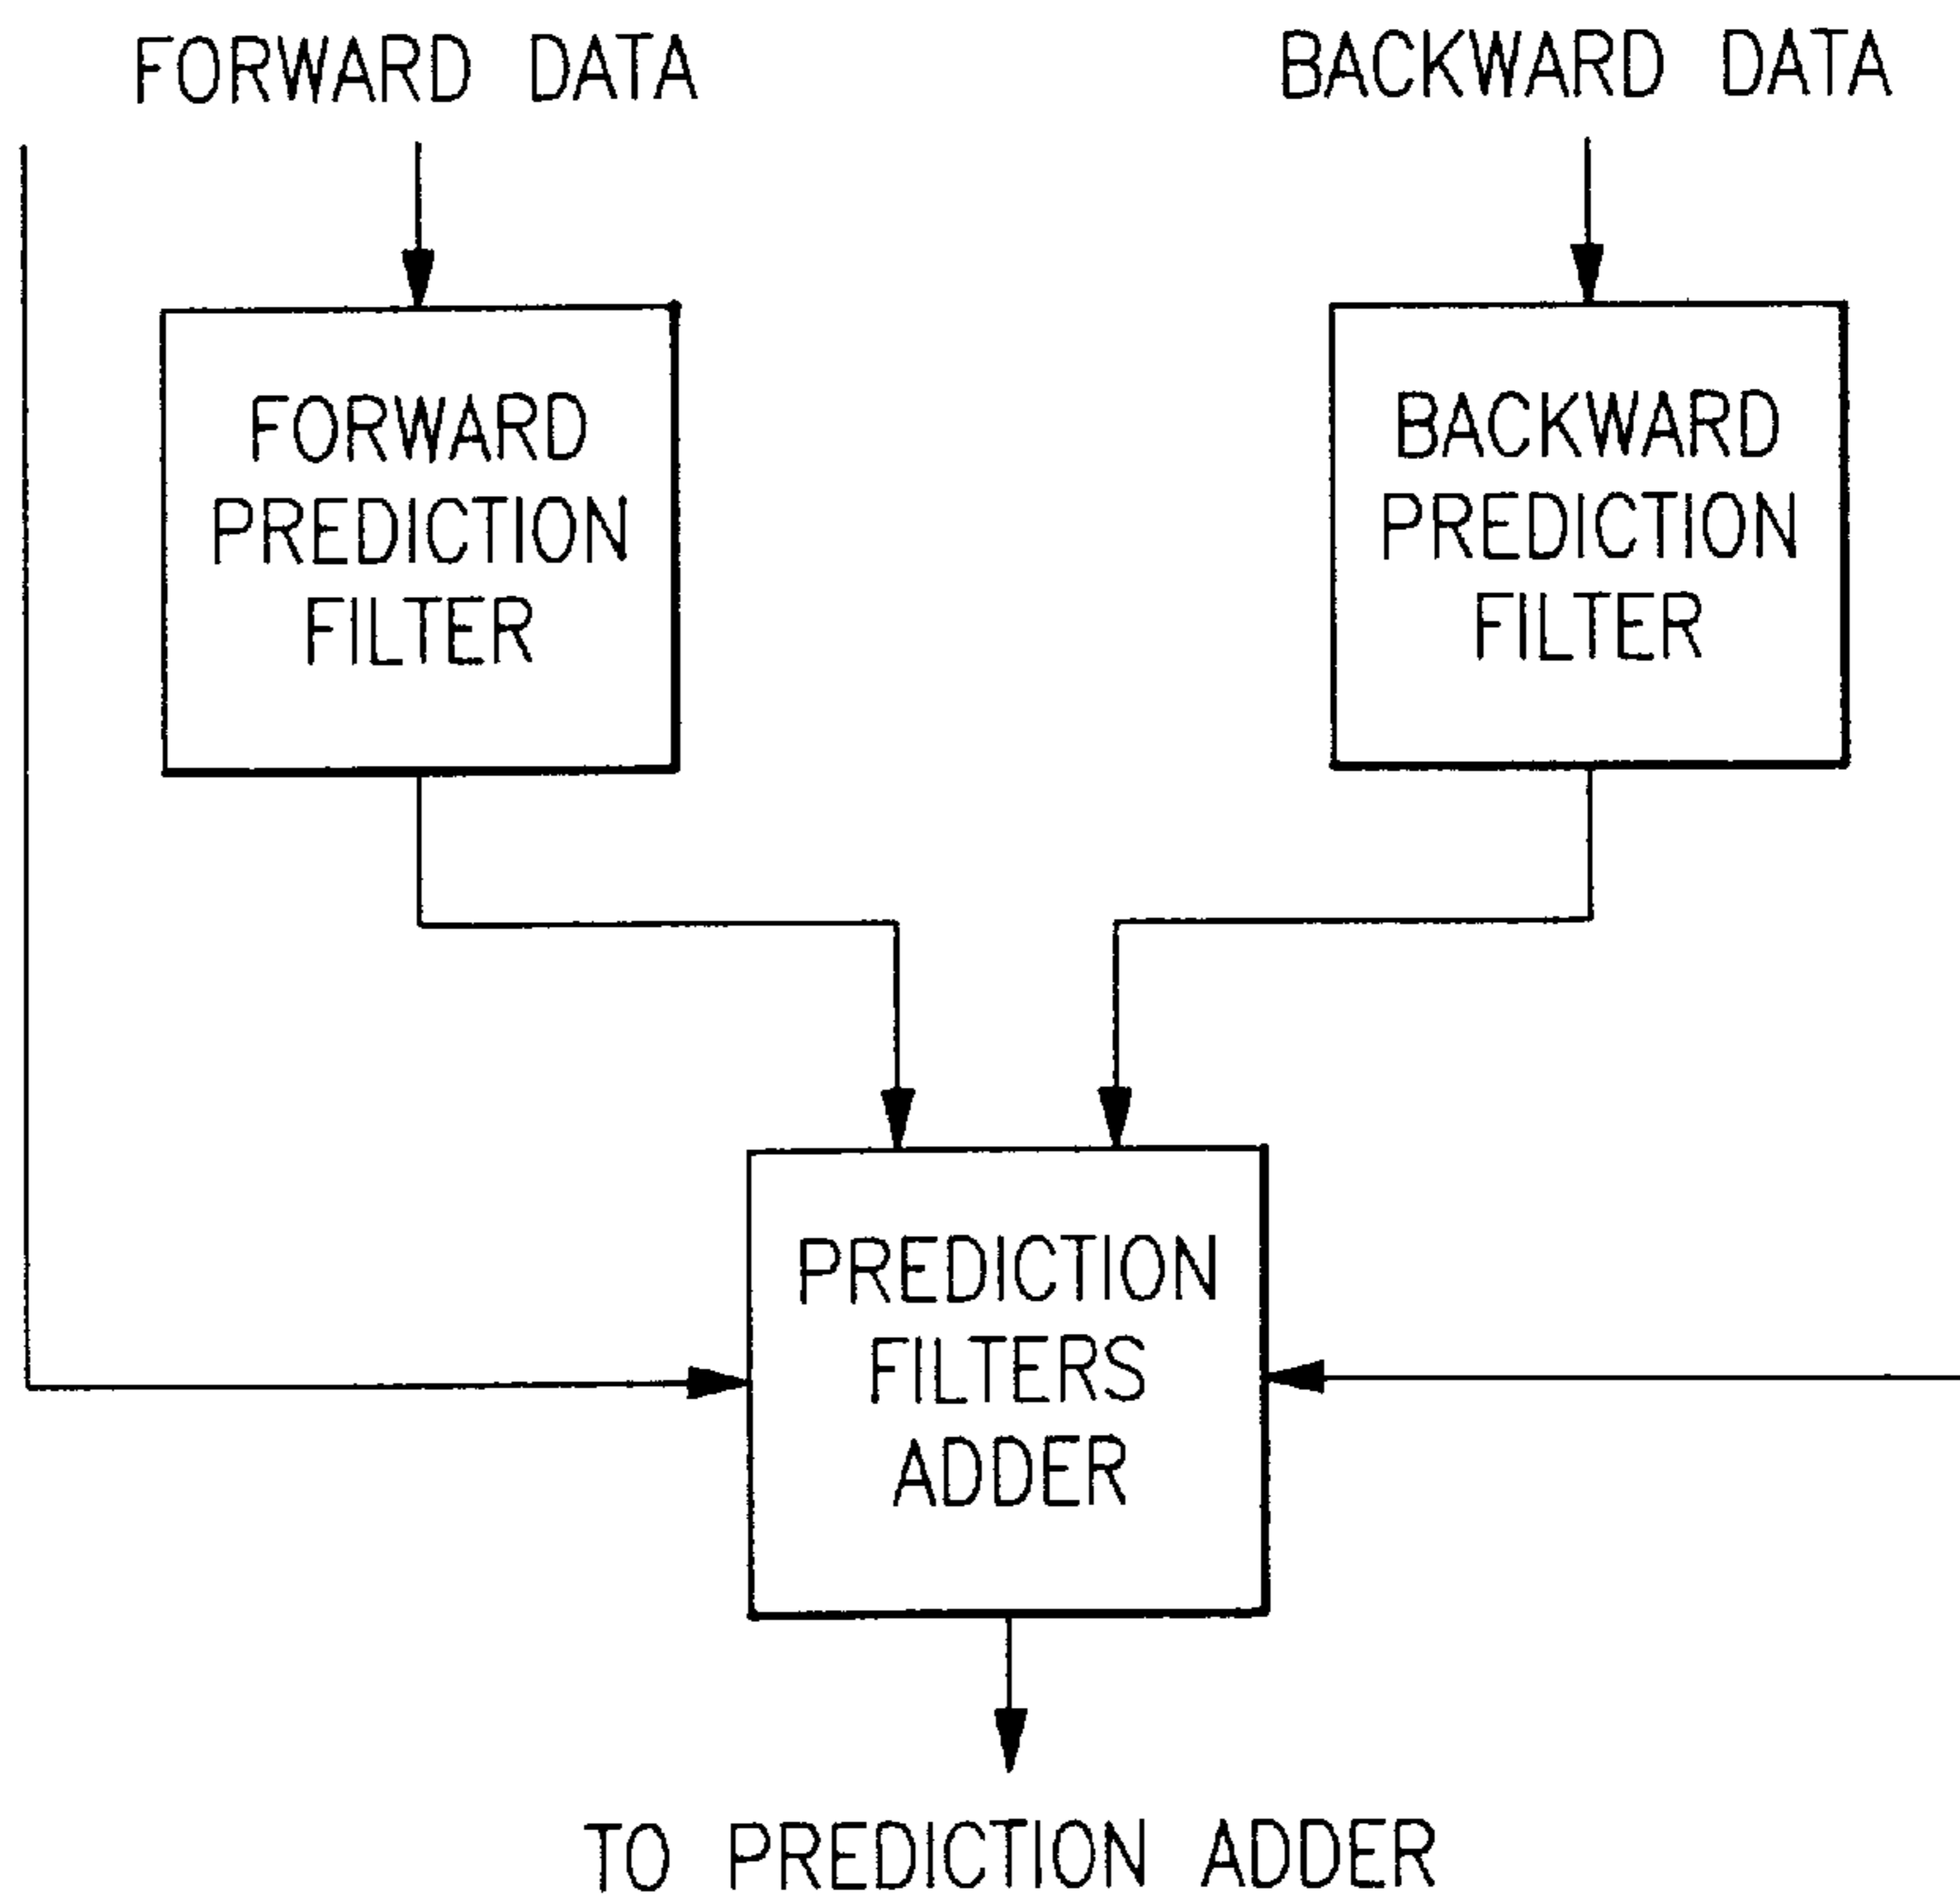 FORWARD DATA
BACKWARD DATA
FORWARD
PREDICTION
FILTER
BACKWARD
PREDICTION
FILTER
PREDICTION
FILTERS
ADDER
TO PREDICTION ADDER